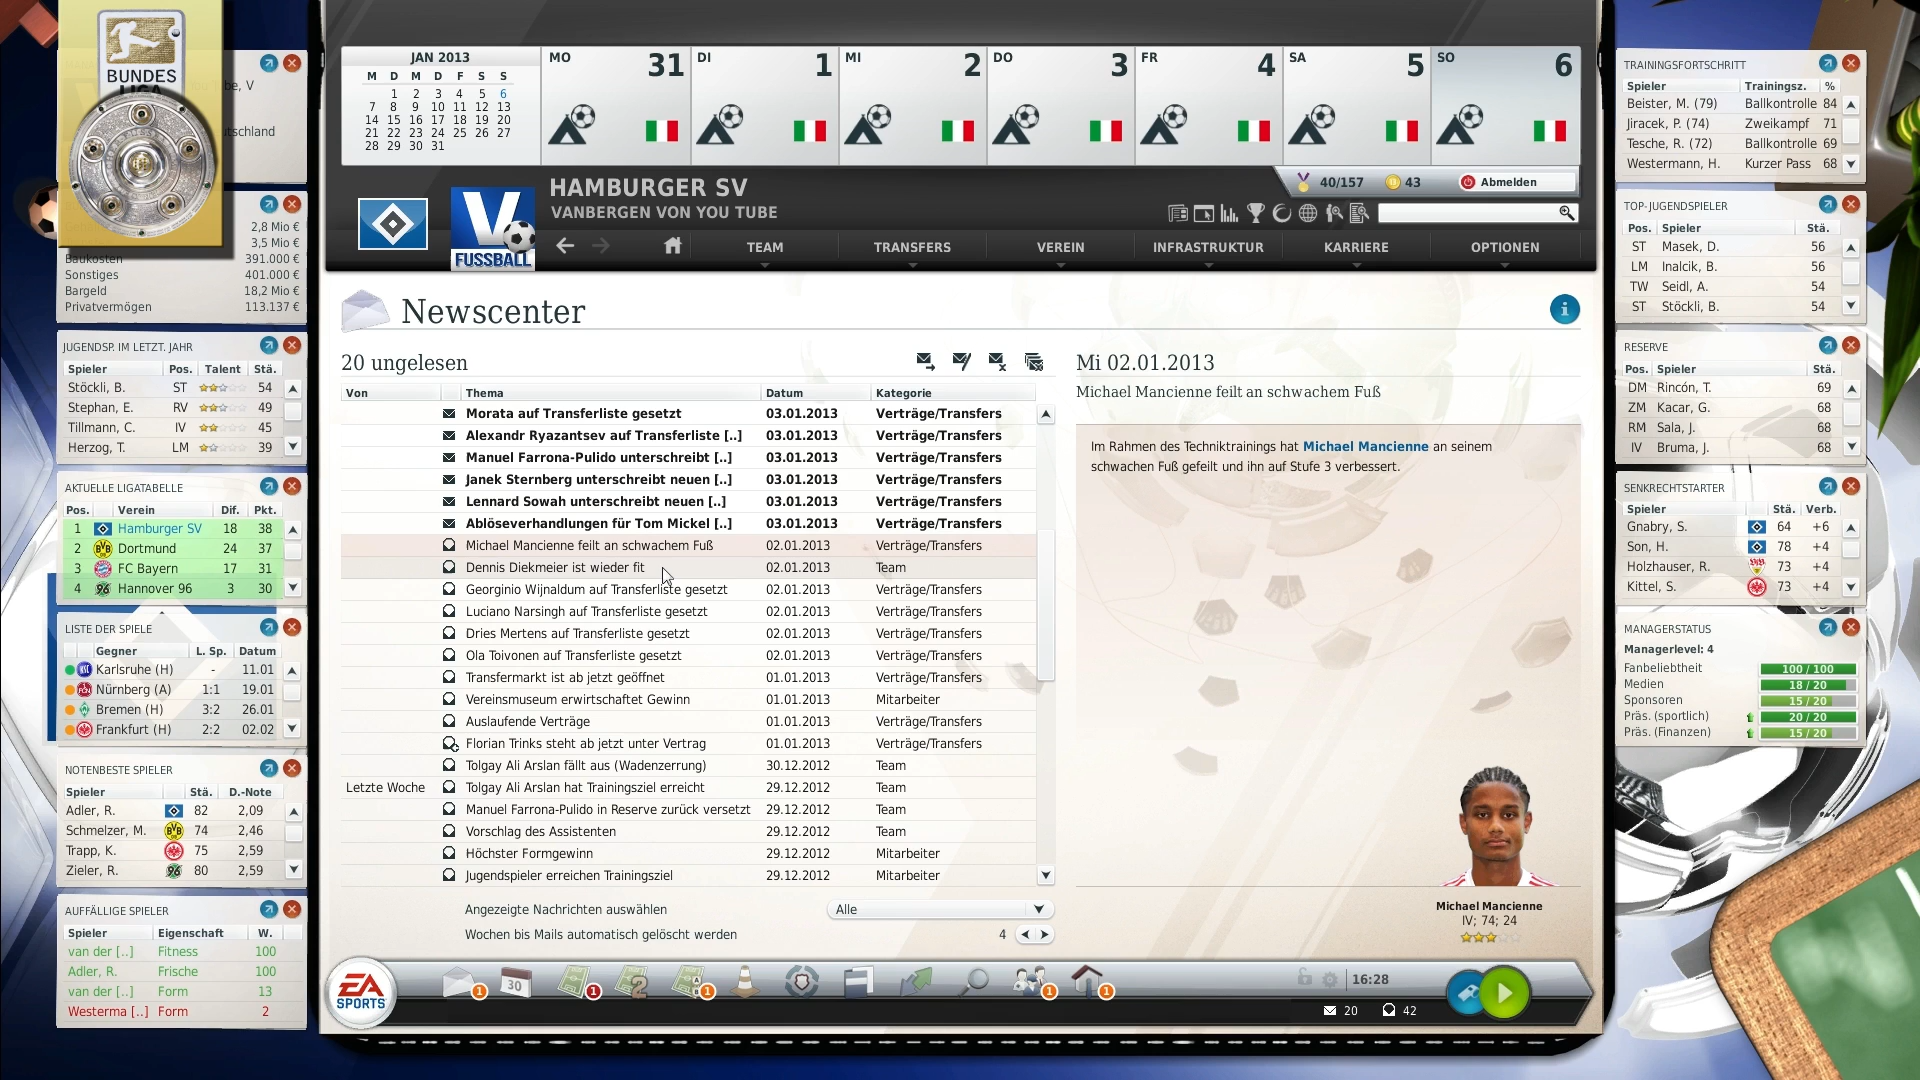 BUNDES
LIGA
be, V
utschland
2,8 Mio €
3,5 Mio €
Baukosten 391.000 €
Sonstiges 401.000 €
Bargeld 18,2 Mio €
Privatvermögen 113.137 €
JUGENDSP. IM LETZT. JAHR
Spieler Pos. Talent Stä.
Stöckli, B. ST 54
Stephan, E. RV 49
Tillmann, C. IV 45
Herzog, T. LM 39
AKTUELLE LIGATABELLE
Pos. Verein Dif. Pkt.
1 Hamburger SV 18 38
2 Dortmund 24 37
3 FC Bayern 17 31
4 Hannover 96 3 30
LISTE DER SPIELE
Gegner L. Sp. Datum
Karlsruhe (H) - 11.01
Nürnberg (A) 1:1 19.01
Bremen (H) 3:2 26.01
Frankfurt (H) 2:2 02.02
NOTENBESTE SPIELER
Spieler Stä. D.-Note
Adler, R. 82 2,09
Schmelzer, M. 74 2,46
Trapp, K. 75 2,59
Zieler, R. 80 2,59
AUFFÄLLIGE SPIELER
Spieler Eigenschaft W.
van der [..] Fitness 100
Adler, R. Frische 100
van der [..] Form 13
Westerma [..] Form 2
JAN 2013
M D M D F S S
1 2 3 4 5 6
7 8 9 10 11 12 13
14 15 16 17 18 19 20
21 22 23 24 25 26 27
28 29 30 31
MO 31 DI 1 MI 2 DO 3 FR 4 SA 5 SO 6
40/157 43 Abmelden
HAMBURGER SV
VANBERGEN VON YOU TUBE
V
FUSSBALL
TEAM TRANSFERS VEREIN INFRASTRUKTUR KARRIERE OPTIONEN
Newscenter
20 ungelesen
Von Thema Datum Kategorie
Morata auf Transferliste gesetzt 03.01.2013 Verträge/Transfers
Alexandr Ryazantsev auf Transferliste [..] 03.01.2013 Verträge/Transfers
Manuel Farrona-Pulido unterschreibt [..] 03.01.2013 Verträge/Transfers
Janek Sternberg unterschreibt neuen [..] 03.01.2013 Verträge/Transfers
Lennard Sowah unterschreibt neuen [..] 03.01.2013 Verträge/Transfers
Ablöseverhandlungen für Tom Mickel [..] 03.01.2013 Verträge/Transfers
Michael Mancienne feilt an schwachem Fuß 02.01.2013 Verträge/Transfers
Dennis Diekmeier ist wieder fit 02.01.2013 Team
Georginio Wijnaldum auf Transferliste gesetzt 02.01.2013 Verträge/Transfers
Luciano Narsingh auf Transferliste gesetzt 02.01.2013 Verträge/Transfers
Dries Mertens auf Transferliste gesetzt 02.01.2013 Verträge/Transfers
Ola Toivonen auf Transferliste gesetzt 02.01.2013 Verträge/Transfers
Transfermarkt ist ab jetzt geöffnet 01.01.2013 Verträge/Transfers
Vereinsmuseum erwirtschaftet Gewinn 01.01.2013 Mitarbeiter
Auslaufende Verträge 01.01.2013 Verträge/Transfers
Florian Trinks steht ab jetzt unter Vertrag 01.01.2013 Verträge/Transfers
Tolgay Ali Arslan fällt aus (Wadenzerrung) 30.12.2012 Team
Letzte Woche Tolgay Ali Arslan hat Trainingsziel erreicht 29.12.2012 Team
Manuel Farrona-Pulido in Reserve zurück versetzt 29.12.2012 Team
Vorschlag des Assistenten 29.12.2012 Team
Höchster Formgewinn 29.12.2012 Mitarbeiter
Jugendspieler erreichen Trainingsziel 29.12.2012 Mitarbeiter
Angezeigte Nachrichten auswählen Alle
Wochen bis Mails automatisch gelöscht werden 4
Mi 02.01.2013
Michael Mancienne feilt an schwachem Fuß
Im Rahmen des Techniktrainings hat Michael Mancienne an seinem
schwachen Fuß gefeilt und ihn auf Stufe 3 verbessert.
Michael Mancienne
IV; 74; 24
EA
SPORTS
1 30 1 2 1 1 1
16:28
20 42
TRAININGSFORTSCHRITT
Spieler Trainingsz. %
Beister, M. (79) Ballkontrolle 84
Jiracek, P. (74) Zweikampf 71
Tesche, R. (72) Ballkontrolle 69
Westermann, H. Kurzer Pass 68
TOP-JUGENDSPIELER
Pos. Spieler Stä.
ST Masek, D. 56
LM Inalcik, B. 56
TW Seidl, A. 54
ST Stöckli, B. 54
RESERVE
Pos. Spieler Stä.
DM Rincón, T. 69
ZM Kacar, G. 68
RM Sala, J. 68
IV Bruma, J. 68
SENKRECHTSTARTER
Spieler Stä. Verb.
Gnabry, S. 64 +6
Son, H. 78 +4
Holzhauser, R. 73 +4
Kittel, S. 73 +4
MANAGERSTATUS
Managerlevel: 4
Fanbeliebtheit 100 / 100
Medien 18 / 20
Sponsoren 15 / 20
Präs. (sportlich) 20 / 20
Präs. (Finanzen) 15 / 20